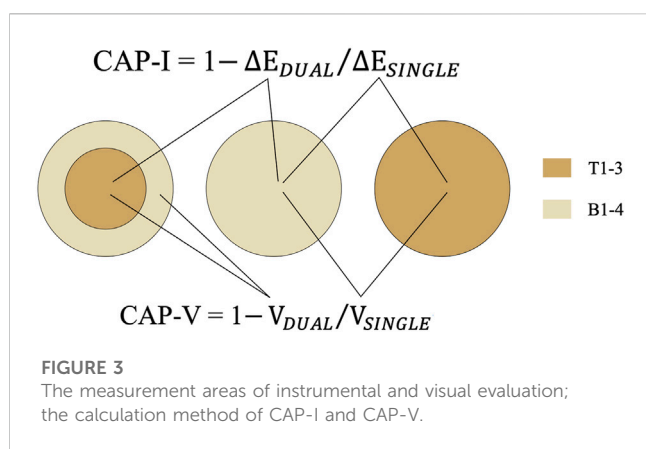 CAP-I = 1 − ΔE_DUAL/ΔE_SINGLE
T1-3
B1-4
CAP-V = 1 − V_DUAL/V_SINGLE
FIGURE 3
The measurement areas of instrumental and visual evaluation;
the calculation method of CAP-I and CAP-V.